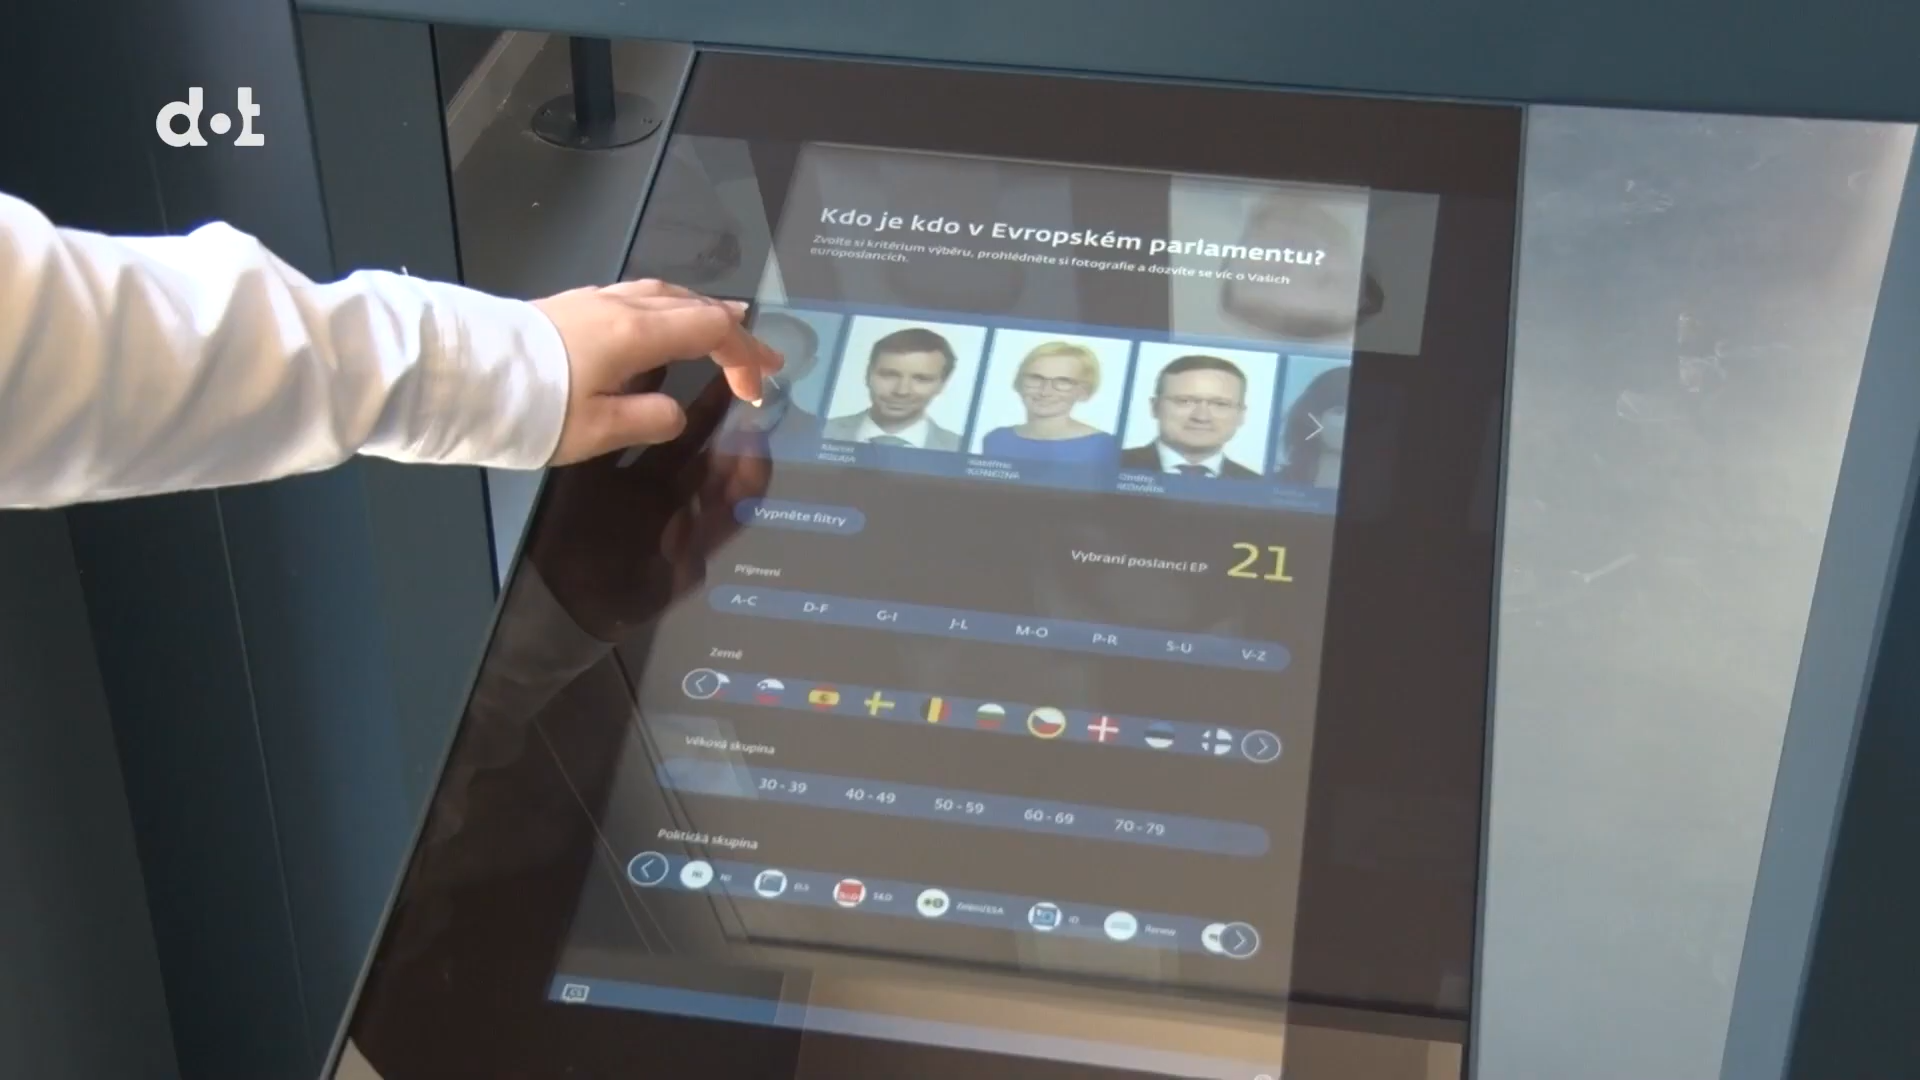 d•t
Kdo je kdo v Evropském parlamentu?
Zvolte si kritérium výběru, prohlédněte si fotografie a dozvíte se víc o Vašich
europoslancích.
Vypněte filtry
Vybraní poslanci EP 21
Příjmení
A-C D-F G-I J-L M-O P-R S-U V-Z
Země
Věková skupina
30 - 39 40 - 49 50 - 59 60 - 69 70 - 79
Politická skupina
S&D ID Renew